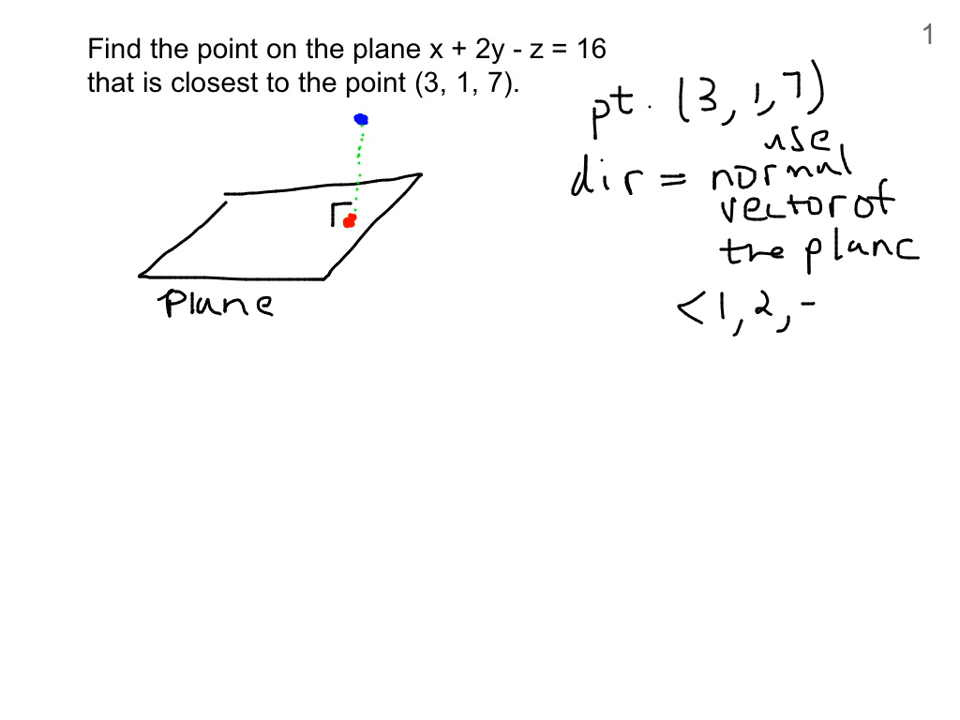 1
Find the point on the plane x + 2y - z = 16
that is closest to the point (3, 1, 7).
pt. (3, 1, 7)
use
dir = normal
vector of
the plane
<1, 2, -
Plane